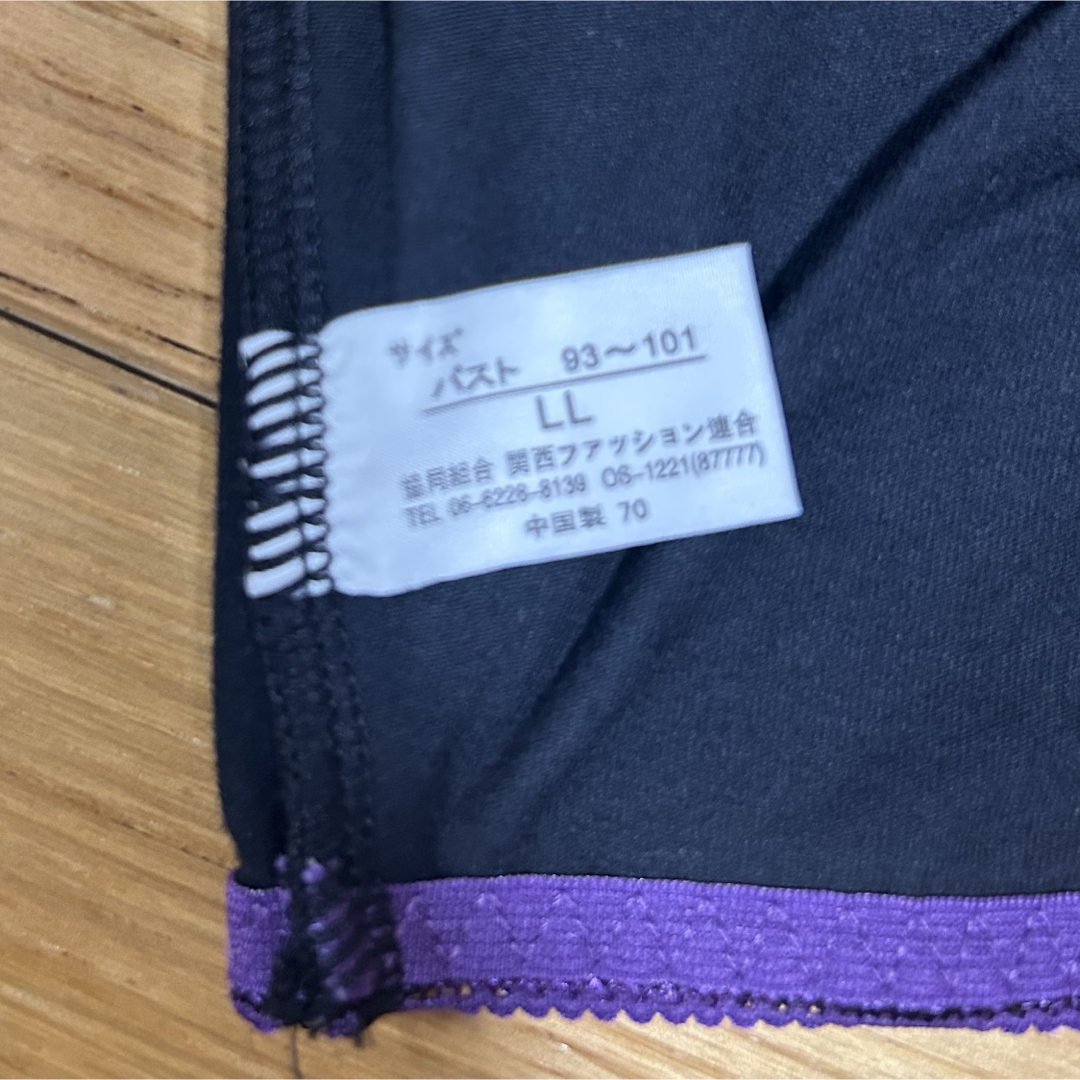 サイズ
バスト 93～101
LL
協同組合 関西ファッション連合
TEL 06-6228-8139 OS-1221(87777)
中国製 70